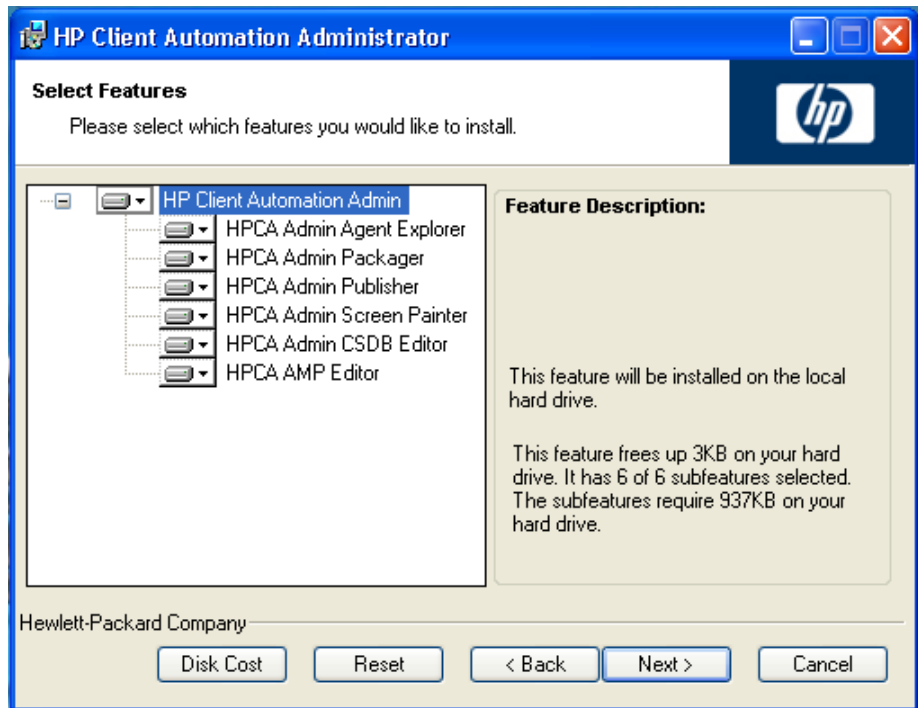 HP Client Automation Administrator
Select Features
Please select which features you would like to install.
hp
HP Client Automation Admin
HPCA Admin Agent Explorer
HPCA Admin Packager
HPCA Admin Publisher
HPCA Admin Screen Painter
HPCA Admin CSDB Editor
HPCA AMP Editor
Feature Description:
This feature will be installed on the local
hard drive.
This feature frees up 3KB on your hard
drive. It has 6 of 6 subfeatures selected.
The subfeatures require 937KB on your
hard drive.
Hewlett-Packard Company
Disk Cost
Reset
< Back
Next >
Cancel